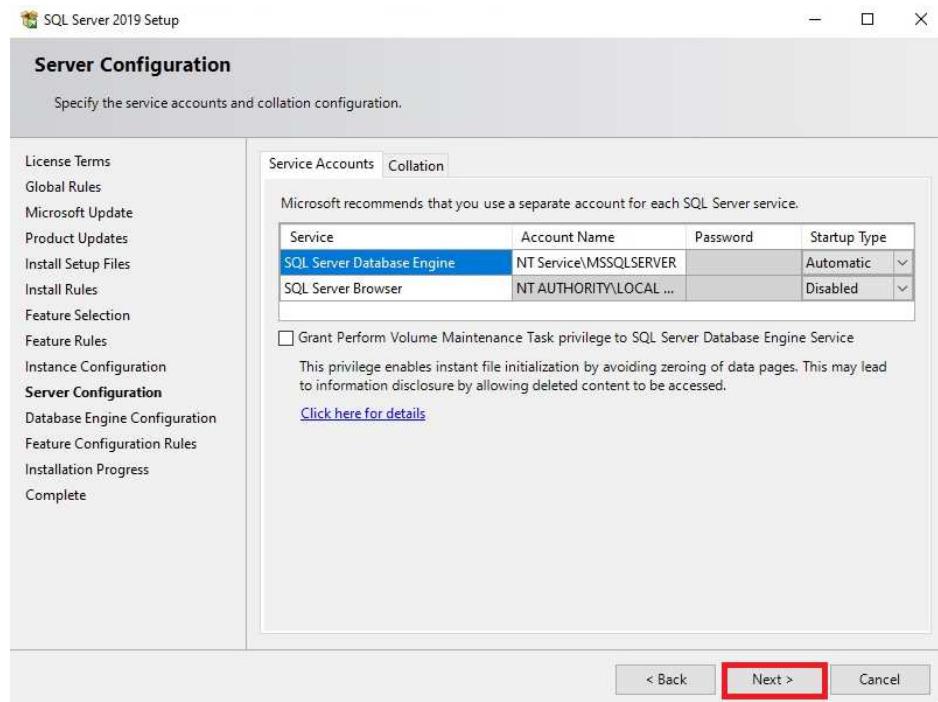 SQL Server 2019 Setup
Server Configuration
Specify the service accounts and collation configuration.
License Terms
Global Rules
Microsoft Update
Product Updates
Install Setup Files
Install Rules
Feature Selection
Feature Rules
Instance Configuration
Server Configuration
Database Engine Configuration
Feature Configuration Rules
Installation Progress
Complete
Service Accounts Collation
Microsoft recommends that you use a separate account for each SQL Server service.
Service Account Name Password Startup Type
SQL Server Database Engine NT Service\MSSQLSERVER Automatic
SQL Server Browser NT AUTHORITY\LOCAL ... Disabled
Grant Perform Volume Maintenance Task privilege to SQL Server Database Engine Service
This privilege enables instant file initialization by avoiding zeroing of data pages. This may lead
to information disclosure by allowing deleted content to be accessed.
Click here for details
< Back Next > Cancel